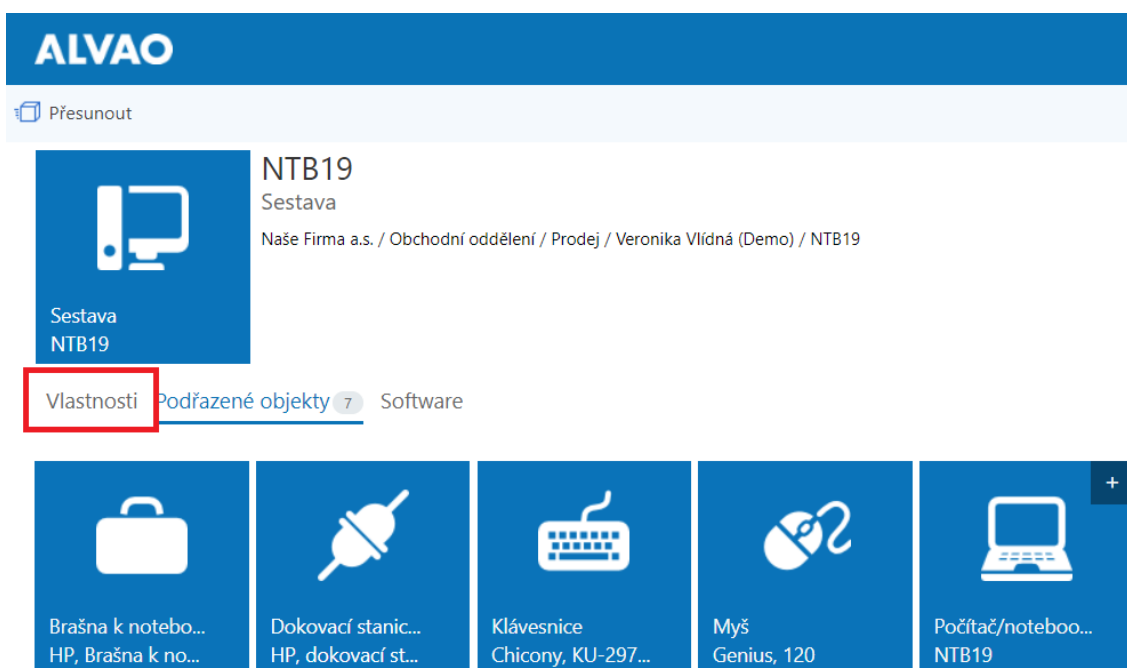 ALVAO
Přesunout
NTB19
Sestava
Naše Firma a.s. / Obchodní oddělení / Prodej / Veronika Vlídná (Demo) / NTB19
Sestava
NTB19
Vlastnosti Podřazené objekty 7 Software
+
Brašna k notebo... Dokovací stanic... Klávesnice Myš Počítač/noteboo...
HP, Brašna k no... HP, dokovací st... Chicony, KU-297... Genius, 120 NTB19